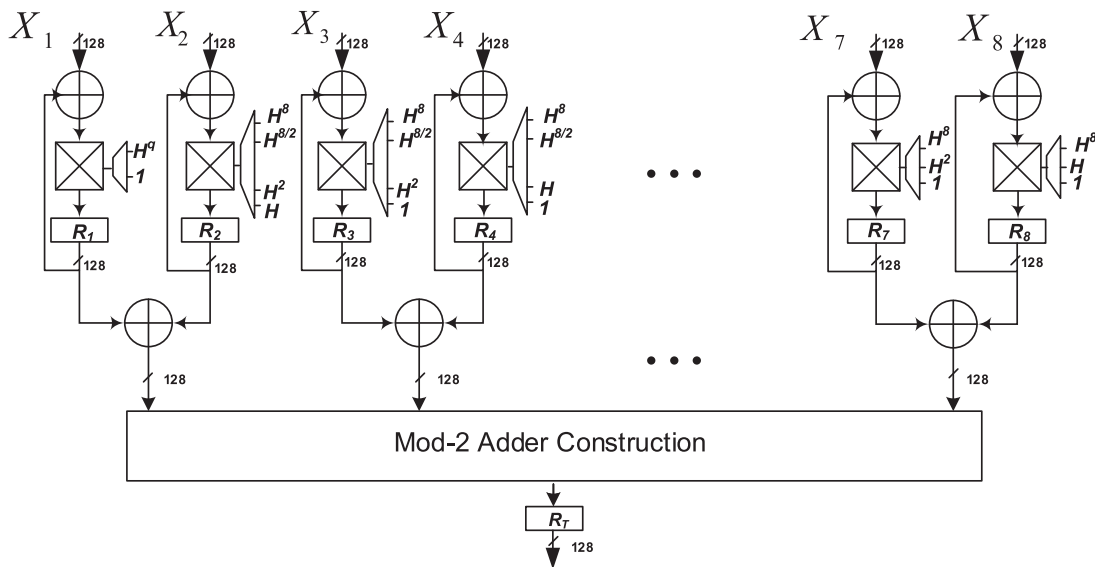 X1 X2 X3 X4 X7 X8
128 128 128 128 128 128
H^q
1
H^8
H^8/2
H^2
H
H^8
H^8/2
H^2
1
H^8
H^8/2
H
1
H^8
H^2
1
H^8
H
1
• • •
R1 R2 R3 R4 R7 R8
128 128 128 128 128 128
• • •
128 128 128
Mod-2 Adder Construction
RT
128